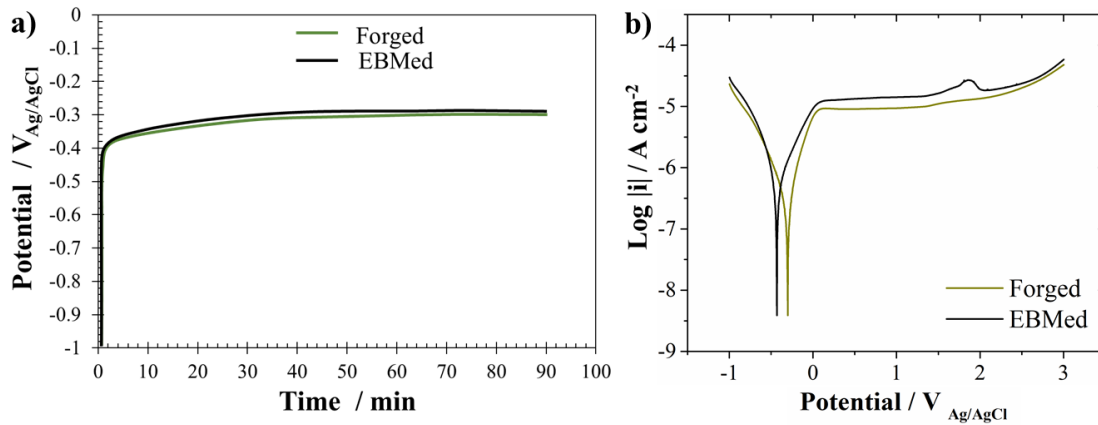 a)
Forged
EBMed
0
-0.1
-0.2
-0.3
-0.4
-0.5
-0.6
-0.7
-0.8
-0.9
-1
Potential / V Ag/AgCl
0 10 20 30 40 50 60 70 80 90 100
Time / min
b)
-4
-5
-6
-7
-8
-9
Log |i| / A cm-2
Forged
EBMed
-1 0 1 2 3
Potential / V Ag/AgCl